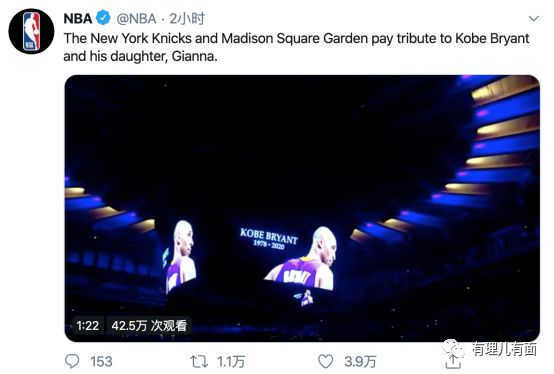 NBA @NBA · 2小时
The New York Knicks and Madison Square Garden pay tribute to Kobe Bryant
and his daughter, Gianna.
KOBE BRYANT
1978 - 2020
BRYANT
1:22 42.5万 次观看
153 1.1万 3.9万
有理儿有面